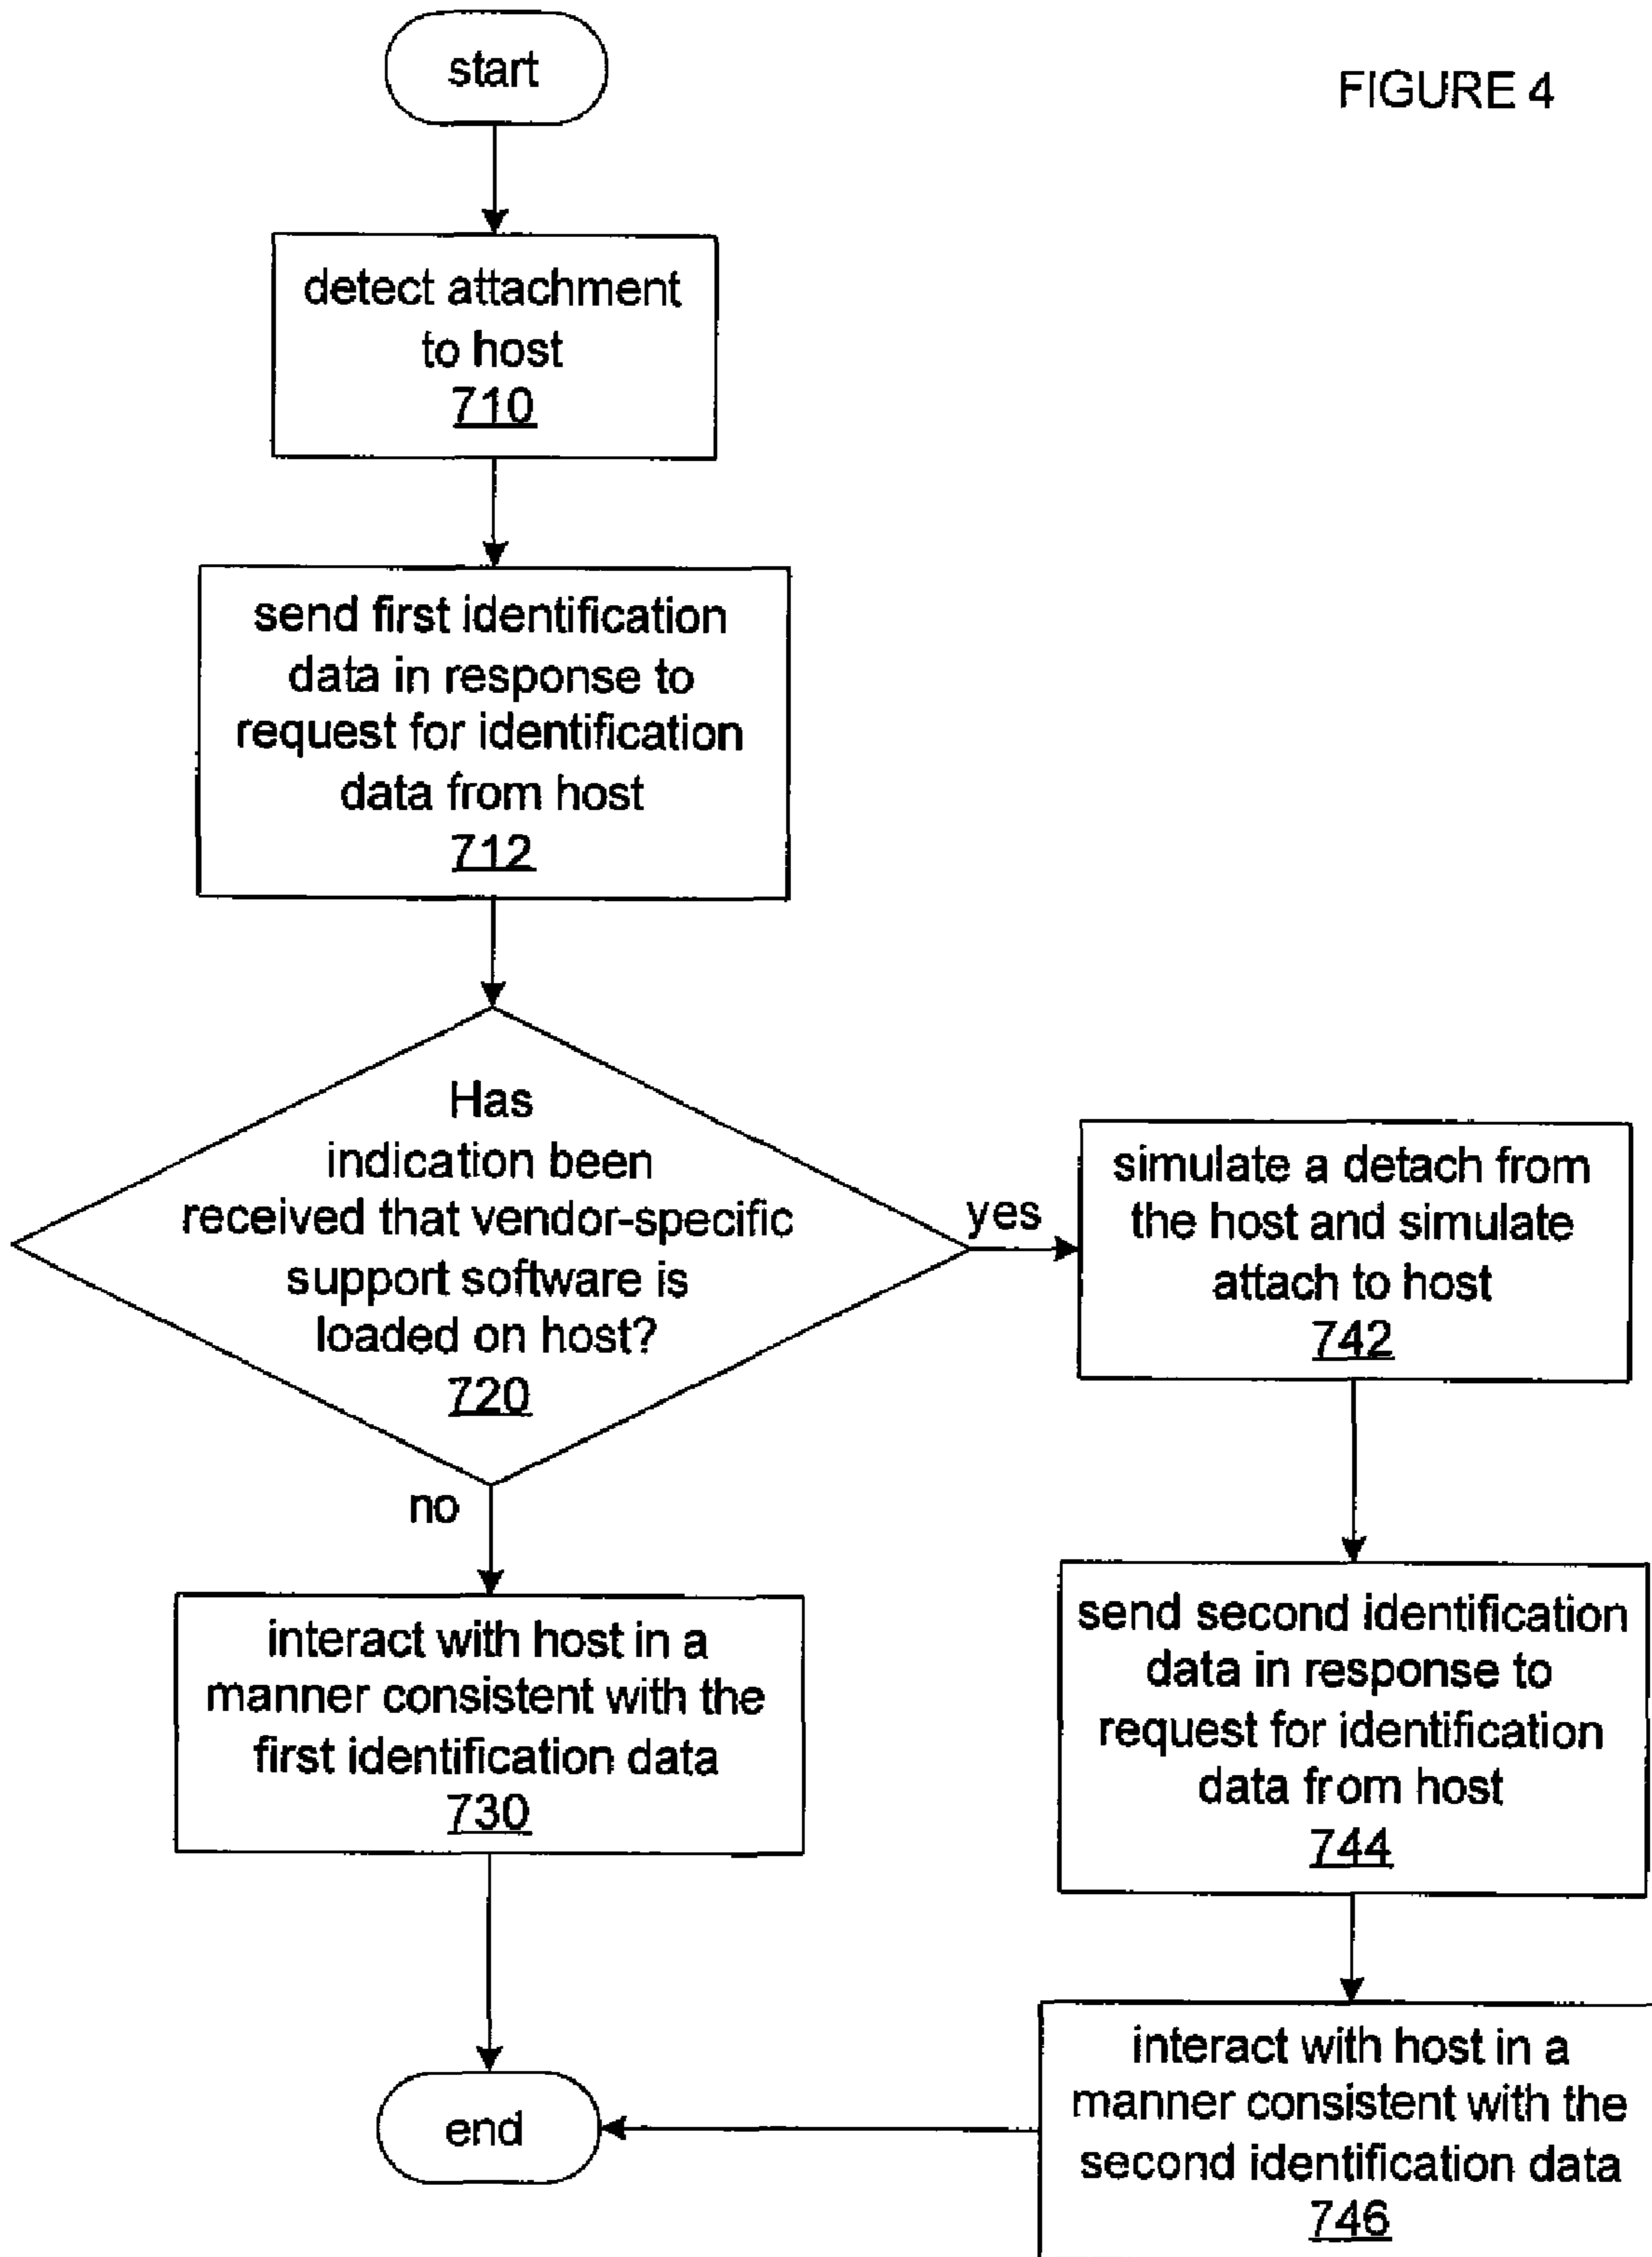 FIGURE 4
start
detect attachment
to host
710
send first identification
data in response to
request for identification
data from host
712
Has
indication been
received that vendor-specific
support software is
loaded on host?
720
yes
no
simulate a detach from
the host and simulate
attach to host
742
interact with host in a
manner consistent with the
first identification data
730
send second identification
data in response to
request for identification
data from host
744
interact with host in a
manner consistent with the
second identification data
746
end